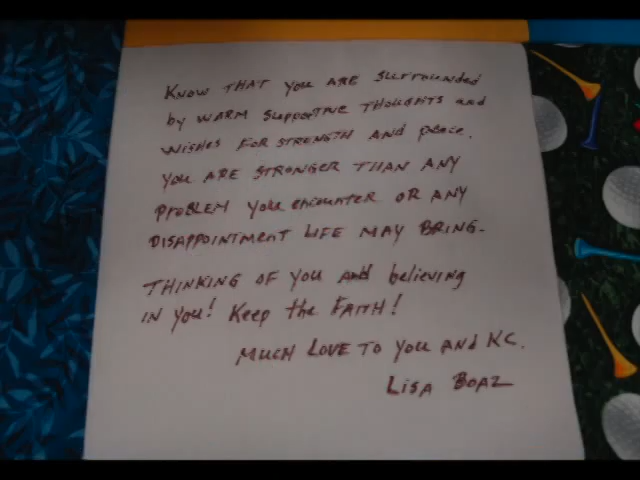 KNOW THAT YOU ARE SURROUNDED
by WARM SUPPORTIVE THOUGHTS and
WISHES FOR STRENGTH AND peace.
YOU ARE STRONGER THAN ANY
PROBLEM YOU encounter OR ANY
DISAPPOINTMENT LIFE MAY BRING-
THINKING OF YOU and believing
IN YOU! Keep the FAITH!
MUCH LOVE TO YOU AND KC.
LISA BOAZ